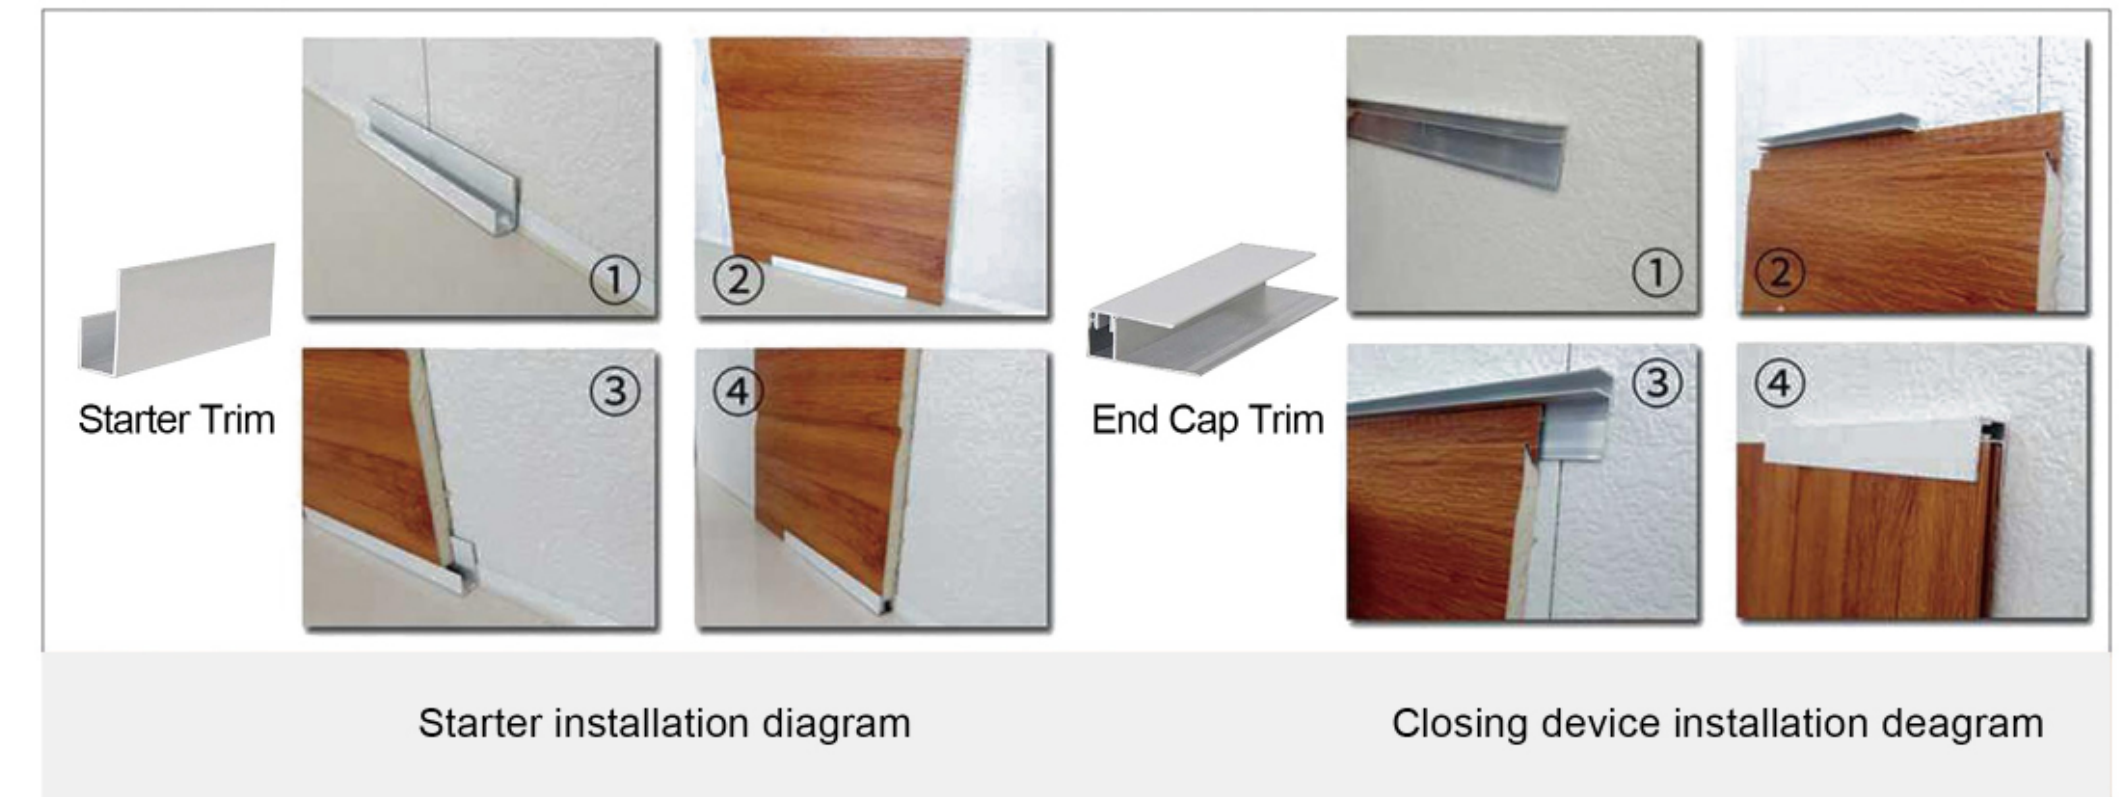 ①
②
③
④
Starter Trim
①
②
③
④
End Cap Trim
Starter installation diagram
Closing device installation deagram